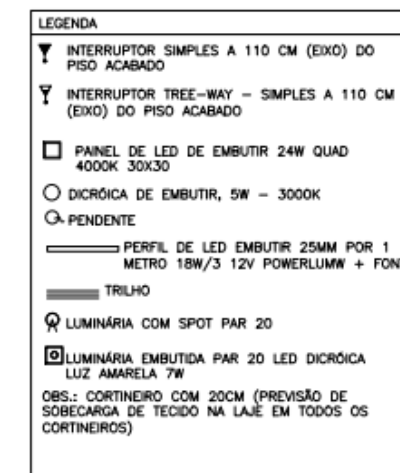 LEGENDA
INTERRUPTOR SIMPLES A 110 CM (EIXO) DO
PISO ACABADO
INTERRUPTOR TREE-WAY - SIMPLES A 110 CM
(EIXO) DO PISO ACABADO
PAINEL DE LED DE EMBUTIR 24W QUAD
4000K 30X30
DICRÓICA DE EMBUTIR, 5W - 3000K
PENDENTE
PERFIL DE LED EMBUTIR 25MM POR 1
METRO 18W/3 12V POWERLUMW + FON
TRILHO
LUMINÁRIA COM SPOT PAR 20
LUMINÁRIA EMBUTIDA PAR 20 LED DICRÓICA
LUZ AMARELA 7W
OBS.: CORTINEIRO COM 20CM (PREVISÃO DE
SOBECARGA DE TECIDO NA LAJE EM TODOS OS
CORTINEIROS)